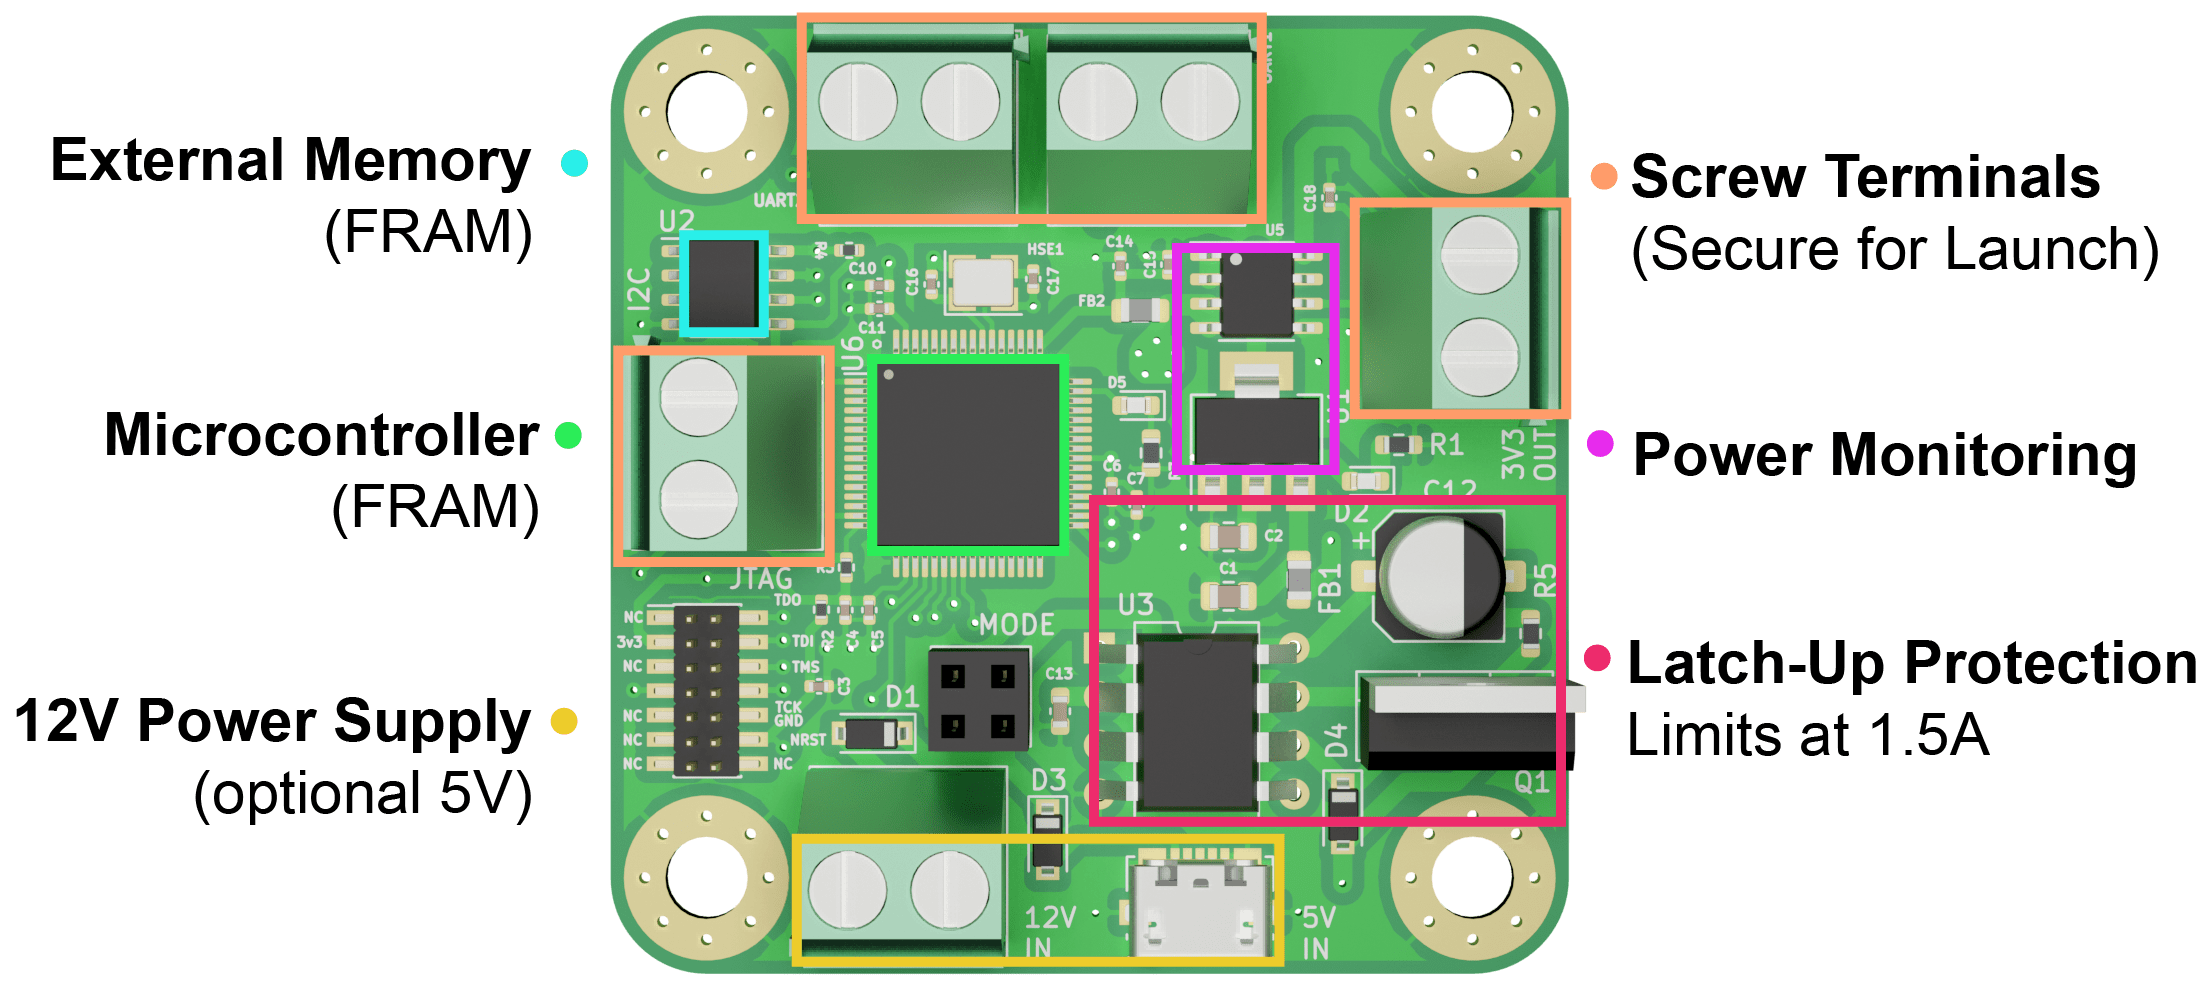 External Memory
(FRAM)
Microcontroller
(FRAM)
12V Power Supply
(optional 5V)
Screw Terminals
(Secure for Launch)
Power Monitoring
Latch-Up Protection
Limits at 1.5A
U2
I2C
C10
C11
C16
HSE1
C17
C14
FB2
U5
C18
U6
D5
C6
C7
R1
3V3
OUT
C12
D2
+
C2
C1
FB1
R5
U3
JTAG
TDO
NC
3v3
TDI
NC
TMS
TCK
NC
GND
NC
NRST
NC
NC
R2
C4
C5
C3
MODE
D1
C13
D3
D4
Q1
12V
IN
5V
IN